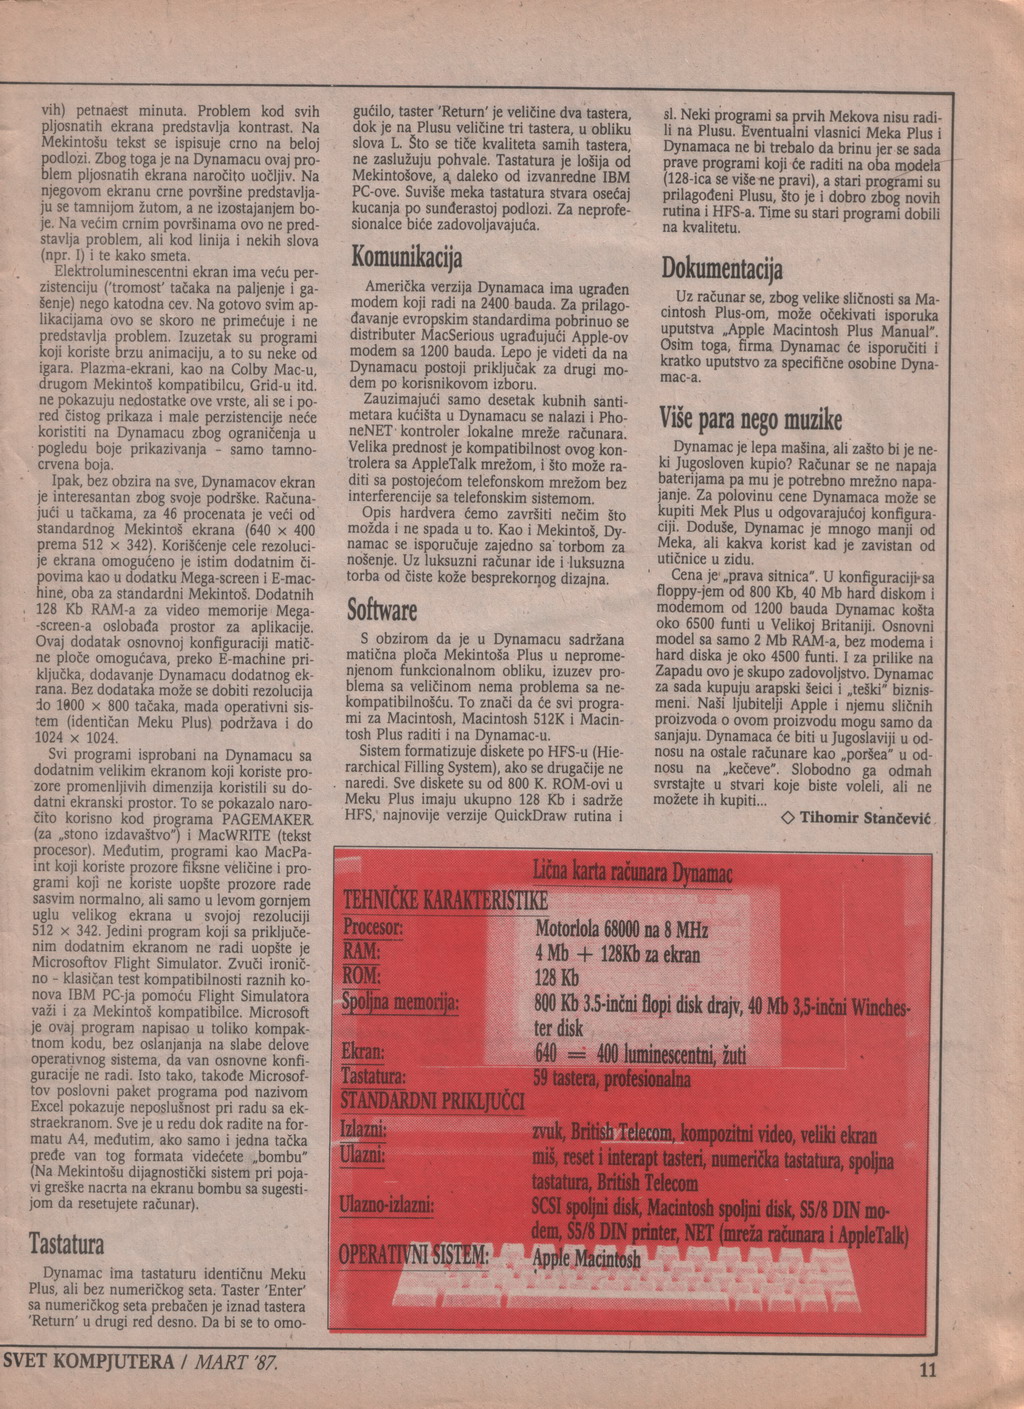 vih) petnaest minuta. Problem kod svih
pljosnatih ekrana predstavlja kontrast. Na
Mekintošu tekst se ispisuje crno na beloj
podlozi. Zbog toga je na Dynamacu ovaj pro-
blem pljosnatih ekrana naročito uočljiv. Na
njegovom ekranu crne površine predstavlja-
ju se tamnijom žutom, a ne izostajanjem bo-
je. Na većim crnim površinama ovo ne pred-
stavlja problem, ali kod linija i nekih slova
(npr. I) i te kako smeta.
Elektroluminescentni ekran ima veću per-
zistenciju ('tromost' tačaka na paljenje i ga-
šenje) nego katodna cev. Na gotovo svim ap-
likacijama ovo se skoro ne primećuje i ne
predstavlja problem. Izuzetak su programi
koji koriste brzu animaciju, a to su neke od
igara. Plazma-ekrani, kao na Colby Mac-u,
drugom Mekintoš kompatibilcu, Grid-u itd.
ne pokazuju nedostatke ove vrste, ali se i po-
red čistog prikaza i male perzistencije neće
koristiti na Dynamacu zbog ograničenja u
pogledu boje prikazivanja – samo tamno-
crvena boja.
Ipak, bez obzira na sve, Dynamacov ekran
je interesantan zbog svoje podrške. Računa-
jući u tačkama, za 46 procenata je veći od
standardnog Mekintoš ekrana (640 x 400
prema 512 x 342). Korišćenje cele rezoluci-
je ekrana omogućeno je istim dodatnim či-
povima kao u dodatku Mega-screen i E-mac-
hine, oba za standardni Mekintoš. Dodatnih
128 Kb RAM-a za video memorije Mega-
-screen-a oslobađa prostor za aplikacije.
Ovaj dodatak osnovnoj konfiguraciji matič-
ne ploče omogućava, preko E-machine pri-
ključka, dodavanje Dynamacu dodatnog ek-
rana. Bez dodataka može se dobiti rezolucija
do 1000 x 800 tačaka, mada operativni sis-
tem (identičan Meku Plus) podržava i do
1024 x 1024.
Svi programi isprobani na Dynamacu sa
dodatnim velikim ekranom koji koriste pro-
zore promenljivih dimenzija koristili su do-
datni ekranski prostor. To se pokazalo naro-
čito korisno kod programa PAGEMAKER
(za „stono izdavaštvo") i MacWRITE (tekst
procesor). Međutim, programi kao MacPa-
int koji koriste prozore fiksne veličine i pro-
grami koji ne koriste uopšte prozore rade
sasvim normalno, ali samo u levom gornjem
uglu velikog ekrana u svojoj rezoluciji
512 x 342. Jedini program koji sa priključe-
nim dodatnim ekranom ne radi uopšte je
Microsoftov Flight Simulator. Zvuči ironič-
no – klasičan test kompatibilnosti raznih ko-
nova IBM PC-ja pomoću Flight Simulatora
važi i za Mekintoš kompatibilce. Microsoft
je ovaj program napisao u toliko kompak-
tnom kodu, bez oslanjanja na slabe delove
operativnog sistema, da van osnovne konfi-
guracije ne radi. Isto tako, takođe Microsof-
tov poslovni paket programa pod nazivom
Excel pokazuje neposlušnost pri radu sa ek-
straekranom. Sve je u redu dok radite na for-
matu A4, međutim, ako samo i jedna tačka
pređe van tog formata videćete „bombu"
(Na Mekintošu dijagnostički sistem pri poja-
vi greške nacrta na ekranu bombu sa sugesti-
jom da resetujete računar).
Tastatura
Dynamac ima tastaturu identičnu Meku
Plus, ali bez numeričkog seta. Taster 'Enter'
sa numeričkog seta prebačen je iznad tastera
'Return' u drugi red desno. Da bi se to omo-
gućilo, taster 'Return' je veličine dva tastera,
dok je na Plusu veličine tri tastera, u obliku
slova L. Što se tiče kvaliteta samih tastera,
ne zaslužuju pohvale. Tastatura je lošija od
Mekintošove, a daleko od izvanredne IBM
PC-ove. Suviše meka tastatura stvara osećaj
kucanja po sunđerastoj podlozi. Za neprofe-
sionalce biće zadovoljavajuća.
Komunikacija
Američka verzija Dynamaca ima ugrađen
modem koji radi na 2400 bauda. Za prilago-
đavanje evropskim standardima pobrinuo se
distributer MacSerious ugrađujući Apple-ov
modem sa 1200 bauda. Lepo je videti da na
Dynamacu postoji priključak za drugi mo-
dem po korisnikovom izboru.
Zauzimajući samo desetak kubnih santi-
metara kućišta u Dynamacu se nalazi i Pho-
neNET kontroler lokalne mreže računara.
Velika prednost je kompatibilnost ovog kon-
trolera sa AppleTalk mrežom, i što može ra-
diti sa postojećom telefonskom mrežom bez
interferencije sa telefonskim sistemom.
Opis hardvera ćemo završiti nečim što
možda i ne spada u to. Kao i Mekintoš, Dy-
namac se isporučuje zajedno sa torbom za
nošenje. Uz luksuzni računar ide i luksuzna
torba od čiste kože besprekornog dizajna.
Software
S obzirom da je u Dynamacu sadržana
matična ploča Mekintoša Plus u neprome-
njenom funkcionalnom obliku, izuzev pro-
blema sa veličinom nema problema sa ne-
kompatibilnošću. To znači da će svi progra-
mi za Macintosh, Macintosh 512K i Macin-
tosh Plus raditi i na Dynamac-u.
Sistem formatizuje diskete po HFS-u (Hie-
rarchical Filling System), ako se drugačije ne
naredi. Sve diskete su od 800 K. ROM-ovi u
Meku Plus imaju ukupno 128 Kb i sadrže
HFS, najnovije verzije QuickDraw rutina i
sl. Neki programi sa prvih Mekova nisu radi-
li na Plusu. Eventualni vlasnici Meka Plus i
Dynamaca ne bi trebalo da brinu jer se sada
prave programi koji će raditi na oba modela
(128-ica se više ne pravi), a stari programi su
prilagođeni Plusu, što je i dobro zbog novih
rutina i HFS-a. Time su stari programi dobili
na kvalitetu.
Dokumentacija
Uz računar se, zbog velike sličnosti sa Ma-
cintosh Plus-om, može očekivati isporuka
uputstva „Apple Macintosh Plus Manual".
Osim toga, firma Dynamac će isporučiti i
kratko uputstvo za specifične osobine Dyna-
mac-a.
Više para nego muzike
Dynamac je lepa mašina, ali zašto bi je ne-
ki Jugosloven kupio? Računar se ne napaja
baterijama pa mu je potrebno mrežno napa-
janje. Za polovinu cene Dynamaca može se
kupiti Mek Plus u odgovarajućoj konfigura-
ciji. Doduše, Dynamac je mnogo manji od
Meka, ali kakva korist kad je zavistan od
utičnice u zidu.
Cena je „prava sitnica". U konfiguraciji sa
floppy-jem od 800 Kb, 40 Mb hard diskom i
modemom od 1200 bauda Dynamac košta
oko 6500 funti u Velikoj Britaniji. Osnovni
model sa samo 2 Mb RAM-a, bez modema i
hard diska je oko 4500 funti. I za prilike na
Zapadu ovo je skupo zadovoljstvo. Dynamac
za sada kupuju arapski šeici i „teški" biznis-
meni. Naši ljubitelji Apple i njemu sličnih
proizvoda o ovom proizvodu mogu samo da
sanjaju. Dynamaca će biti u Jugoslaviji u od-
nosu na ostale računare kao „poršea" u od-
nosu na „kečeve". Slobodno ga odmah
svrstajte u stvari koje biste voleli, ali ne
možete ih kupiti...
◇ Tihomir Stančević
Lična karta računara Dynamac
TEHNIČKE KARAKTERISTIKE
Procesor: Motorlola 68000 na 8 MHz
RAM: 4 Mb + 128Kb za ekran
ROM: 128 Kb
Spoljna memorija: 800 Kb 3.5-inčni flopi disk drajv, 40 Mb 3,5-inčni Winches-
ter disk
Ekran: 640 = 400 luminescentni, žuti
Tastatura: 59 tastera, profesionalna
STANDARDNI PRIKLJUČCI
Izlazni: zvuk, British Telecom, kompozitni video, veliki ekran
Ulazni: miš, reset i interapt tasteri, numerička tastatura, spoljna
tastatura, British Telecom
Ulazno-izlazni: SCSI spoljni disk, Macintosh spoljni disk, S5/8 DIN mo-
dem, S5/8 DIN printer, NET (mreža računara i AppleTalk)
OPERATIVNI SISTEM: Apple Macintosh
SVET KOMPJUTERA / MART '87.
11